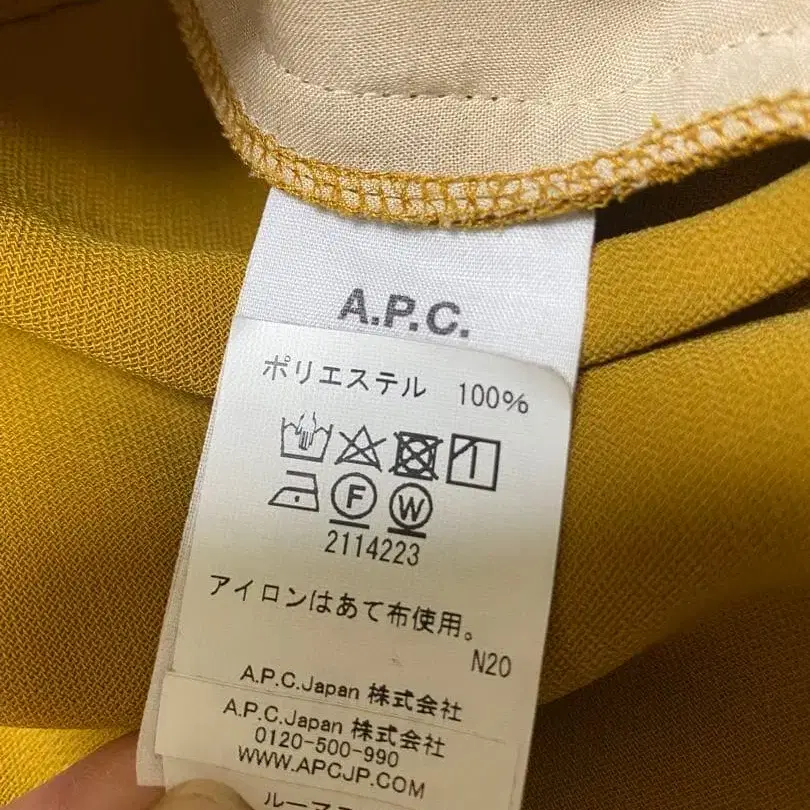 A.P.C.
ポリエステル 100%
F W
2114223
アイロンはあて布使用。
N20
A.P.C.Japan 株式会社
A.P.C.Japan 株式会社
0120-500-990
WWW.APCJP.COM